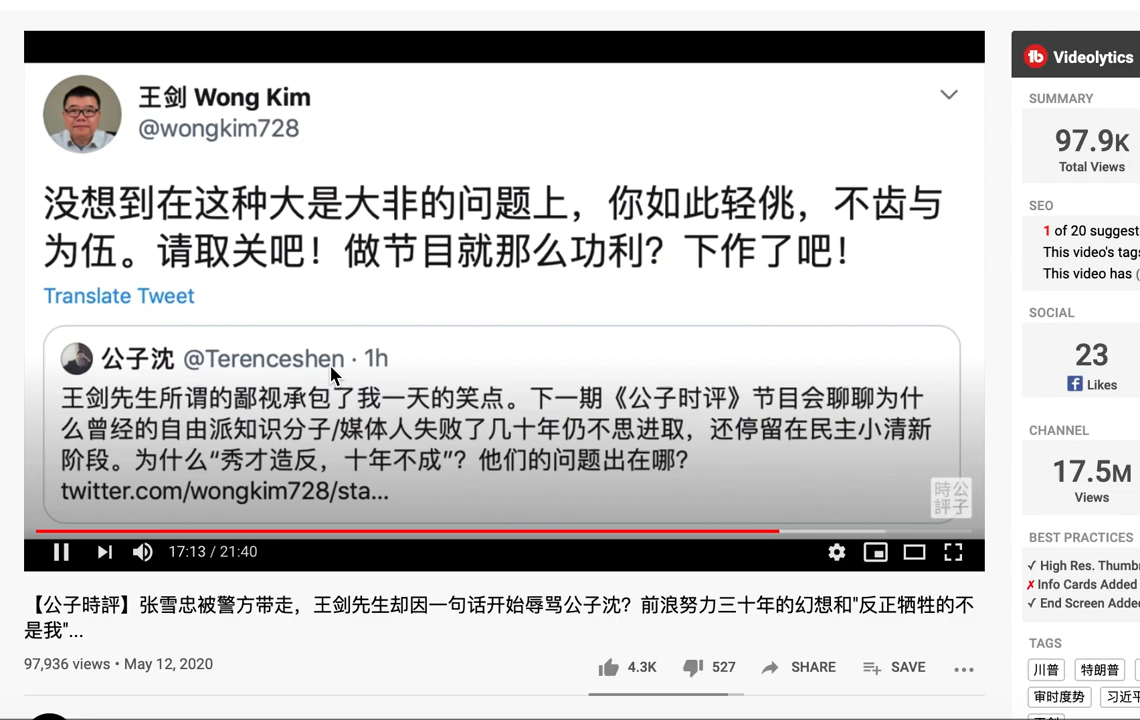 王剑 Wong Kim
@wongkim728
没想到在这种大是大非的问题上，你如此轻佻，不齿与
为伍。请取关吧！做节目就那么功利？下作了吧！
Translate Tweet
公子沈 @Terenceshen · 1h
王剑先生所谓的鄙视承包了我一天的笑点。下一期《公子时评》节目会聊聊为什
么曾经的自由派知识分子/媒体人失败了几十年仍不思进取，还停留在民主小清新
阶段。为什么“秀才造反，十年不成”？他们的问题出在哪？
twitter.com/wongkim728/sta...
時公
評子
17:13 / 21:40
【公子時評】张雪忠被警方带走，王剑先生却因一句话开始辱骂公子沈？前浪努力三十年的幻想和"反正牺牲的不
是我"...
97,936 views • May 12, 2020
4.3K
527
SHARE
SAVE
tb Videolytics
SUMMARY
97.9K
Total Views
SEO
1 of 20 suggest
This video's tags
This video has (
SOCIAL
23
f Likes
CHANNEL
17.5M
Views
BEST PRACTICES
✓ High Res. Thumb
✗ Info Cards Added
✓ End Screen Adde
TAGS
川普 特朗普
审时度势 习近平